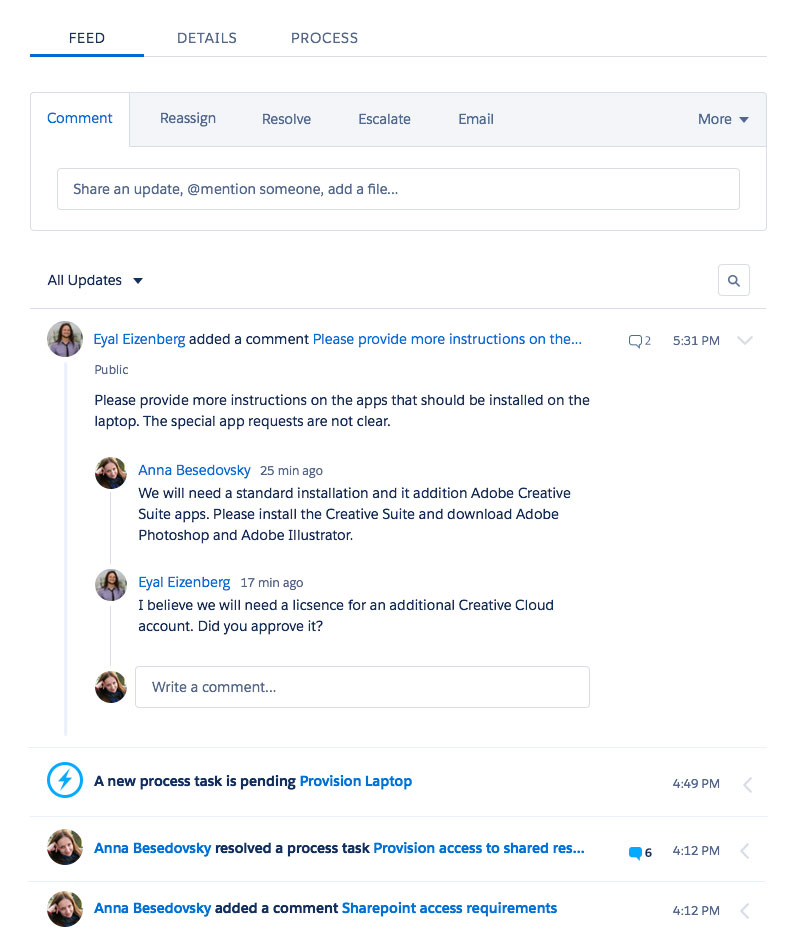 FEED DETAILS PROCESS
Comment Reassign Resolve Escalate Email More
Share an update, @mention someone, add a file...
All Updates
Eyal Eizenberg added a comment Please provide more instructions on the... 2 5:31 PM
Public
Please provide more instructions on the apps that should be installed on the
laptop. The special app requests are not clear.
Anna Besedovsky 25 min ago
We will need a standard installation and it addition Adobe Creative
Suite apps. Please install the Creative Suite and download Adobe
Photoshop and Adobe Illustrator.
Eyal Eizenberg 17 min ago
I believe we will need a licsence for an additional Creative Cloud
account. Did you approve it?
Write a comment...
A new process task is pending Provision Laptop 4:49 PM
Anna Besedovsky resolved a process task Provision access to shared res... 6 4:12 PM
Anna Besedovsky added a comment Sharepoint access requirements 4:12 PM